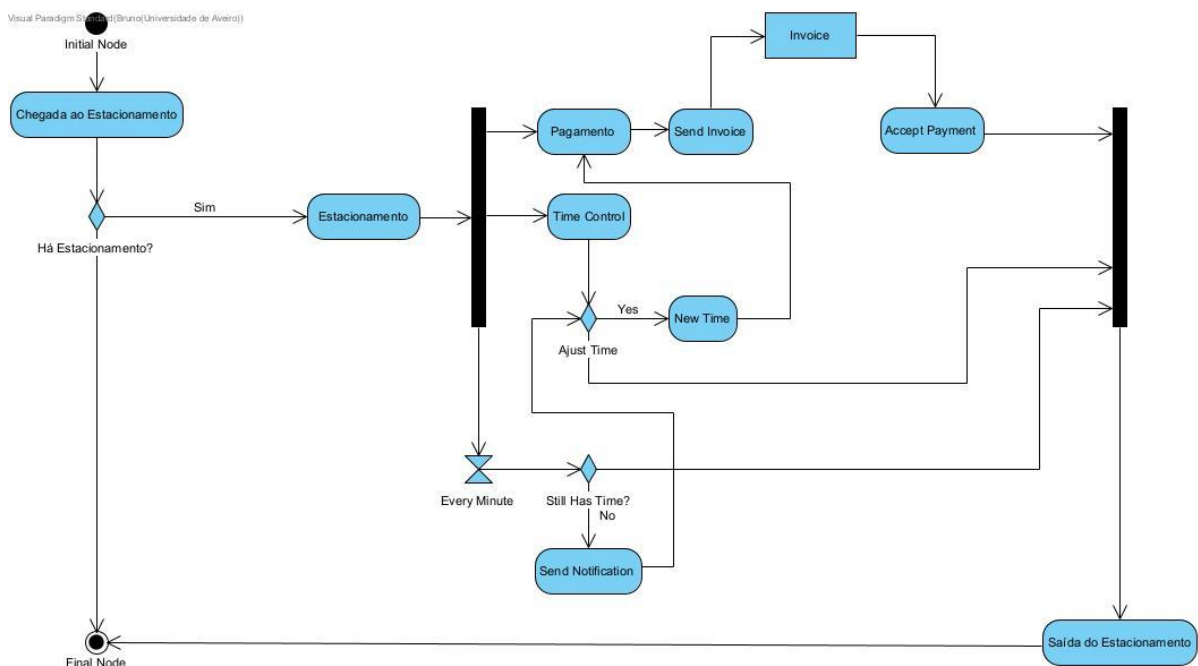 Visual Paradigm Standard(Bruno(Universidade de Aveiro))
Initial Node
Chegada ao Estacionamento
Há Estacionamento?
Sim
Estacionamento
Pagamento
Send Invoice
Invoice
Accept Payment
Time Control
Ajust Time
Yes
New Time
Every Minute
Still Has Time?
No
Send Notification
Saída do Estacionamento
Final Node